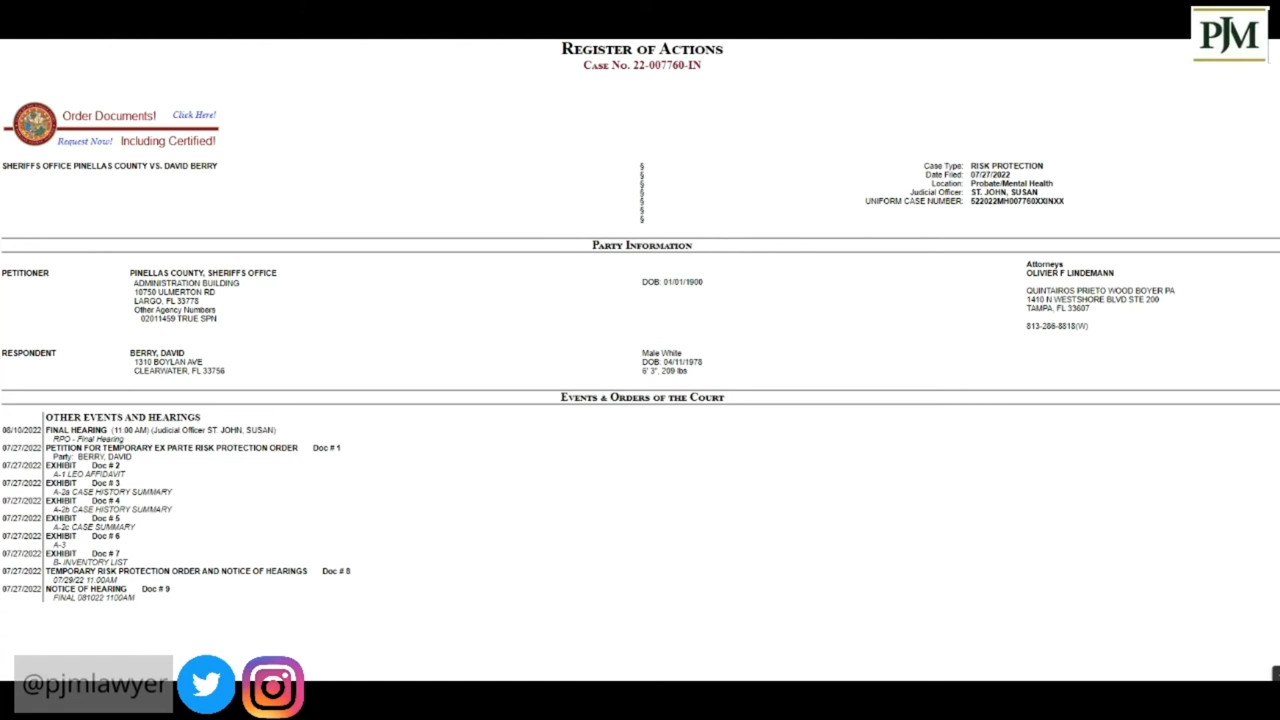 PJM
REGISTER OF ACTIONS
CASE NO. 22-007760-IN
Order Documents! Click Here!
Request Now! Including Certified!
SHERIFFS OFFICE PINELLAS COUNTY VS. DAVID BERRY
§
§
§
§
§
§
§
Case Type: RISK PROTECTION
Date Filed: 07/27/2022
Location: Probate/Mental Health
Judicial Officer: ST. JOHN, SUSAN
UNIFORM CASE NUMBER: 522022MH007760XXINXX
PARTY INFORMATION
Attorneys
PETITIONER PINELLAS COUNTY, SHERIFF'S OFFICE OLIVIER F LINDEMANN
ADMINISTRATION BUILDING DOB: 01/01/1900
10750 ULMERTON RD QUINTAIROS PRIETO WOOD BOYER PA
LARGO, FL 33778 1410 N WESTSHORE BLVD STE 200
Other Agency Numbers TAMPA, FL 33607
02011459 TRUE SPN
813-286-8818(W)
RESPONDENT BERRY, DAVID Male White
1310 BOYLAN AVE DOB: 04/11/1978
CLEARWATER, FL 33756 6' 3", 209 lbs
EVENTS & ORDERS OF THE COURT
OTHER EVENTS AND HEARINGS
08/10/2022 FINAL HEARING (11:00 AM) (Judicial Officer ST. JOHN, SUSAN)
RPO - Final Hearing
07/27/2022 PETITION FOR TEMPORARY EX PARTE RISK PROTECTION ORDER Doc # 1
Party: BERRY, DAVID
07/27/2022 EXHIBIT Doc # 2
A-1 LEO AFFIDAVIT
07/27/2022 EXHIBIT Doc # 3
A-2a CASE HISTORY SUMMARY
07/27/2022 EXHIBIT Doc # 4
A-2b CASE HISTORY SUMMARY
07/27/2022 EXHIBIT Doc # 5
A-2c CASE SUMMARY
07/27/2022 EXHIBIT Doc # 6
A-3
07/27/2022 EXHIBIT Doc # 7
B- INVENTORY LIST
07/27/2022 TEMPORARY RISK PROTECTION ORDER AND NOTICE OF HEARINGS Doc # 8
07/29/22 11:00AM
07/27/2022 NOTICE OF HEARING Doc # 9
FINAL 081022 1100AM
@pjmlawyer